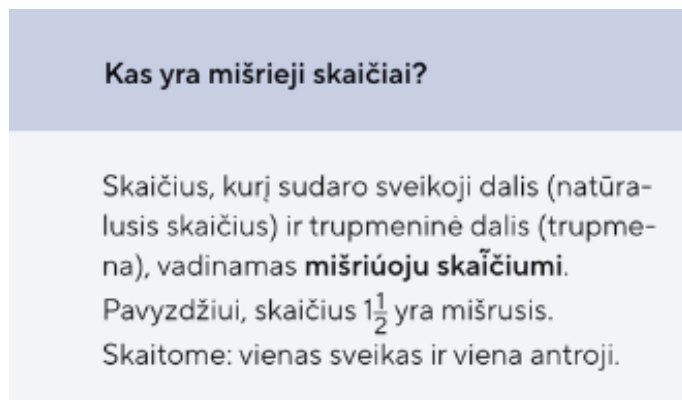 Kas yra mišrieji skaičiai?
Skaičius, kurį sudaro sveikoji dalis (natūra-
lusis skaičius) ir trupmeninė dalis (trupme-
na), vadinamas mišriúoju skaĩčiumi.
Pavyzdžiui, skaičius 1½ yra mišrusis.
Skaitome: vienas sveikas ir viena antroji.